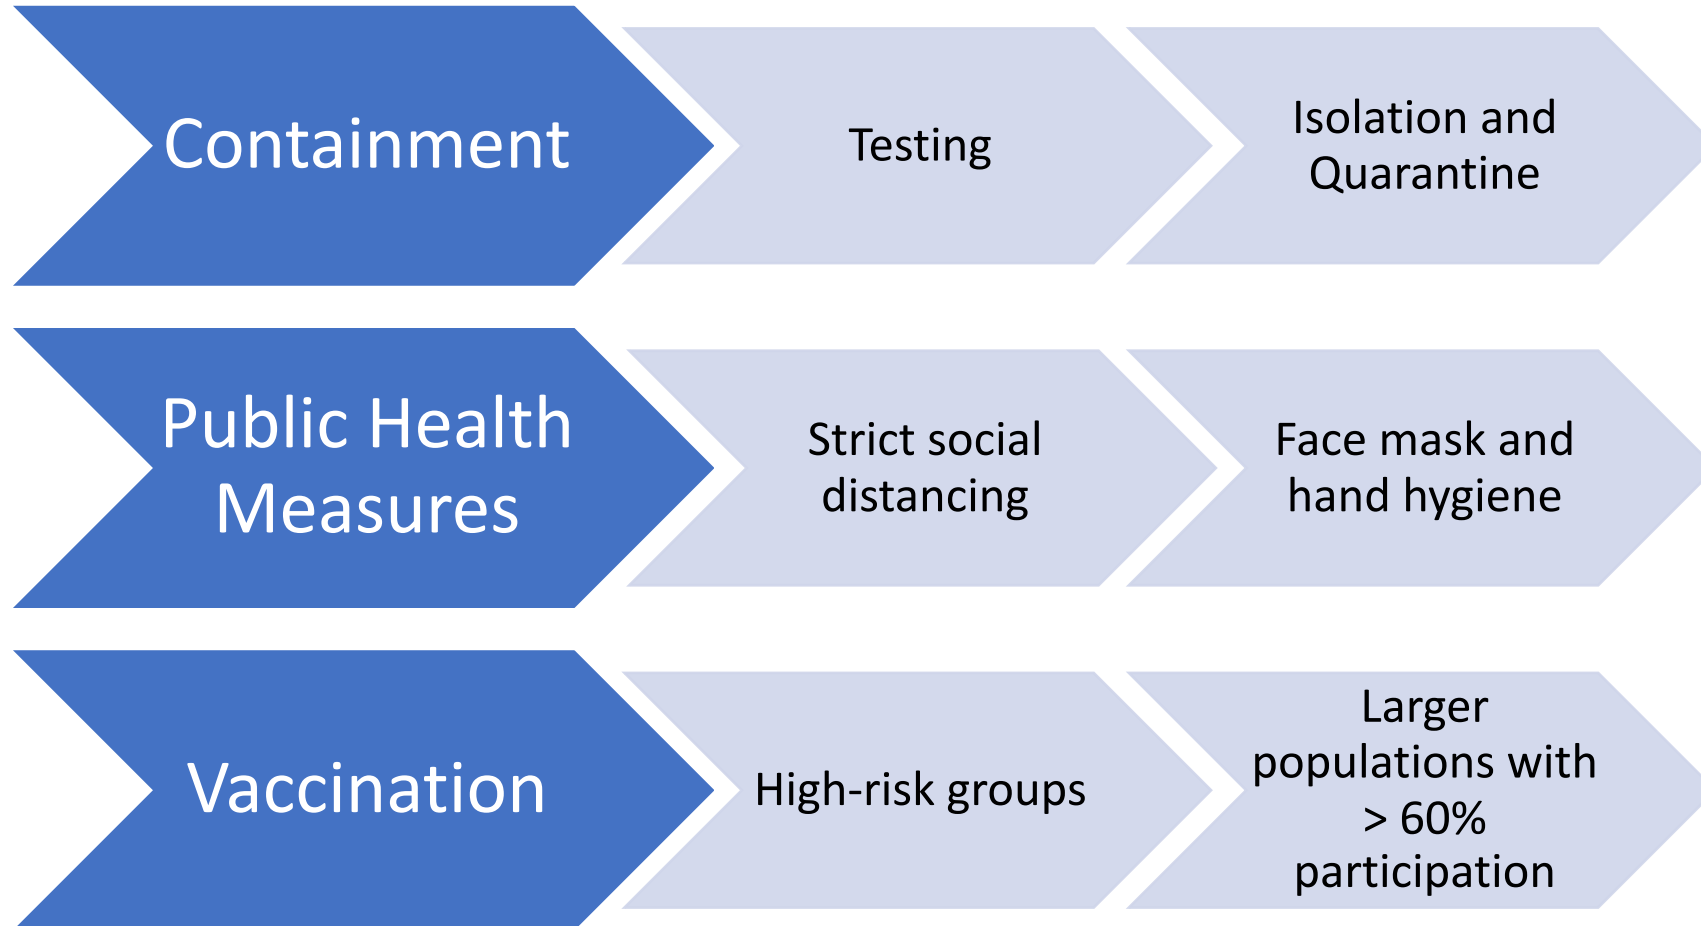 Containment
Testing
Isolation and
Quarantine
Public Health
Measures
Strict social
distancing
Face mask and
hand hygiene
Vaccination
High-risk groups
Larger
populations with
> 60%
participation